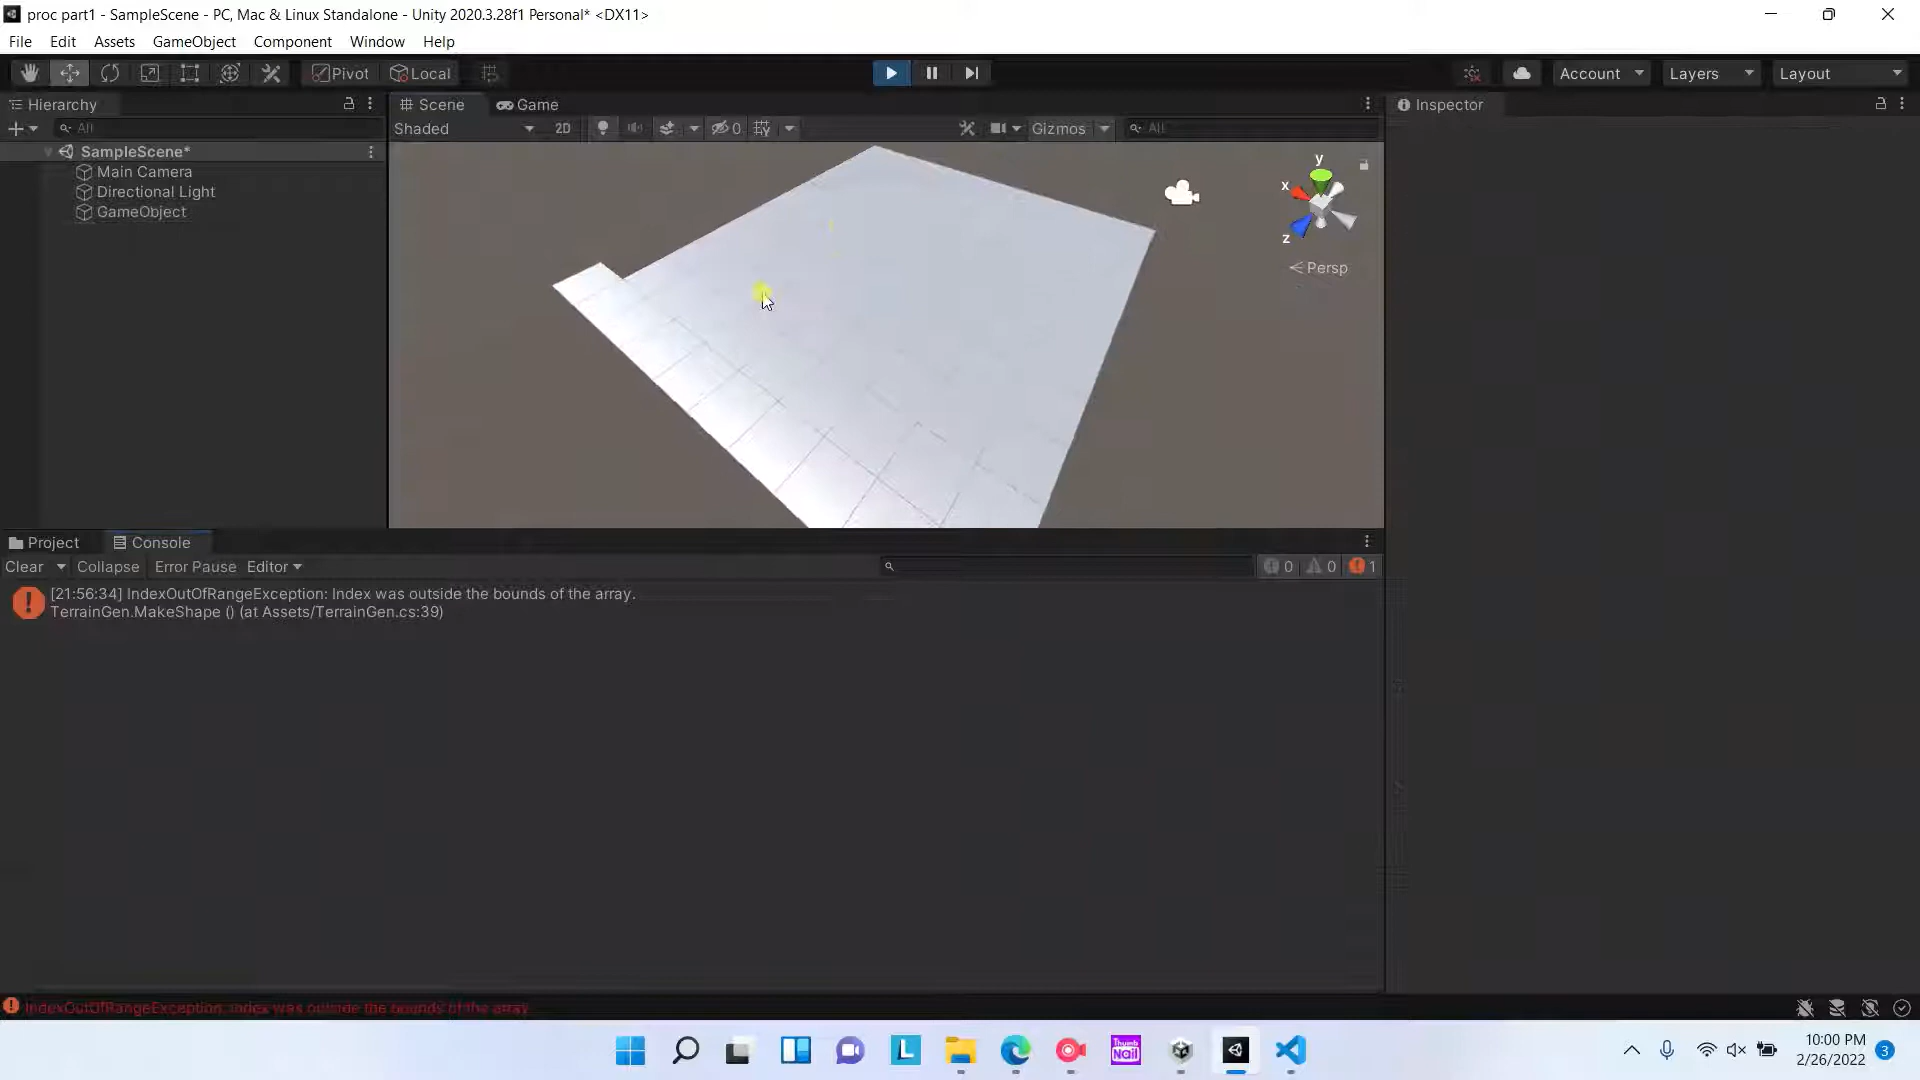 proc part1 - SampleScene - PC, Mac & Linux Standalone - Unity 2020.3.28f1 Personal* <DX11>
File Edit Assets GameObject Component Window Help
Pivot Local Account Layers Layout
Hierarchy Scene Game Inspector
All Shaded 2D 0 Gizmos All
SampleScene*
Main Camera
Directional Light
GameObject
y
x
z
Persp
Project Console
Clear Collapse Error Pause Editor 0 0 1
[21:56:34] IndexOutOfRangeException: Index was outside the bounds of the array.
TerrainGen.MakeShape () (at Assets/TerrainGen.cs:39)
IndexOutOfRangeException: Index was outside the bounds of the array.
L Thumb Nail
10:00 PM
2/26/2022 3